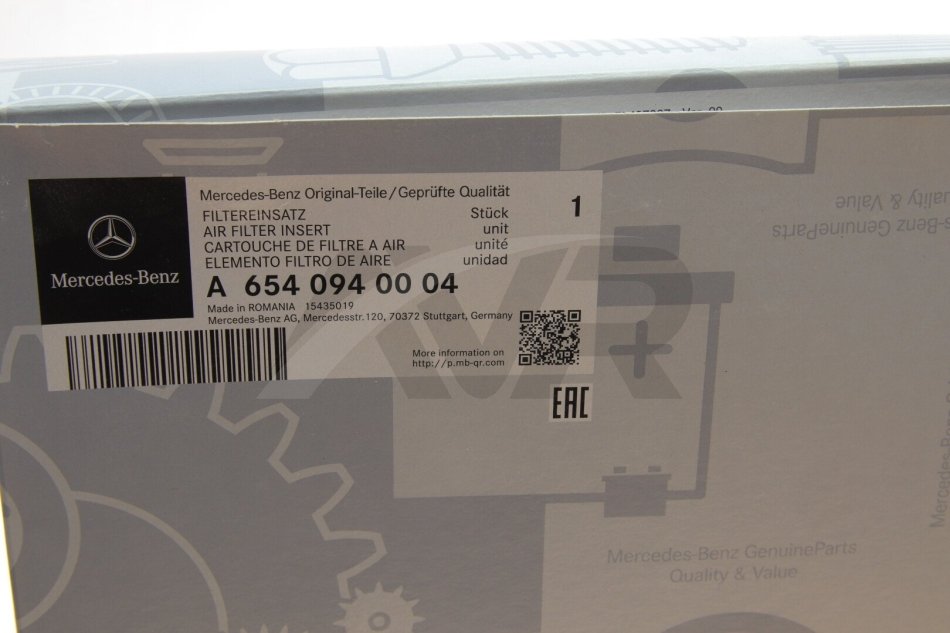 Mercedes-Benz
Mercedes-Benz Original-Teile/Geprüfte Qualität
FILTEREINSATZ Stück 1
AIR FILTER INSERT unit
CARTOUCHE DE FILTRE A AIR unité
ELEMENTO FILTRO DE AIRE unidad
A 654 094 00 04
Made in ROMANIA 15435019
Mercedes-Benz AG, Mercedesstr.120, 70372 Stuttgart, Germany
More information on
http://p.mb-qr.com
EAC
AVR
GenuineParts
Quality & Value
Mercedes-Benz GenuineParts
Quality & Value